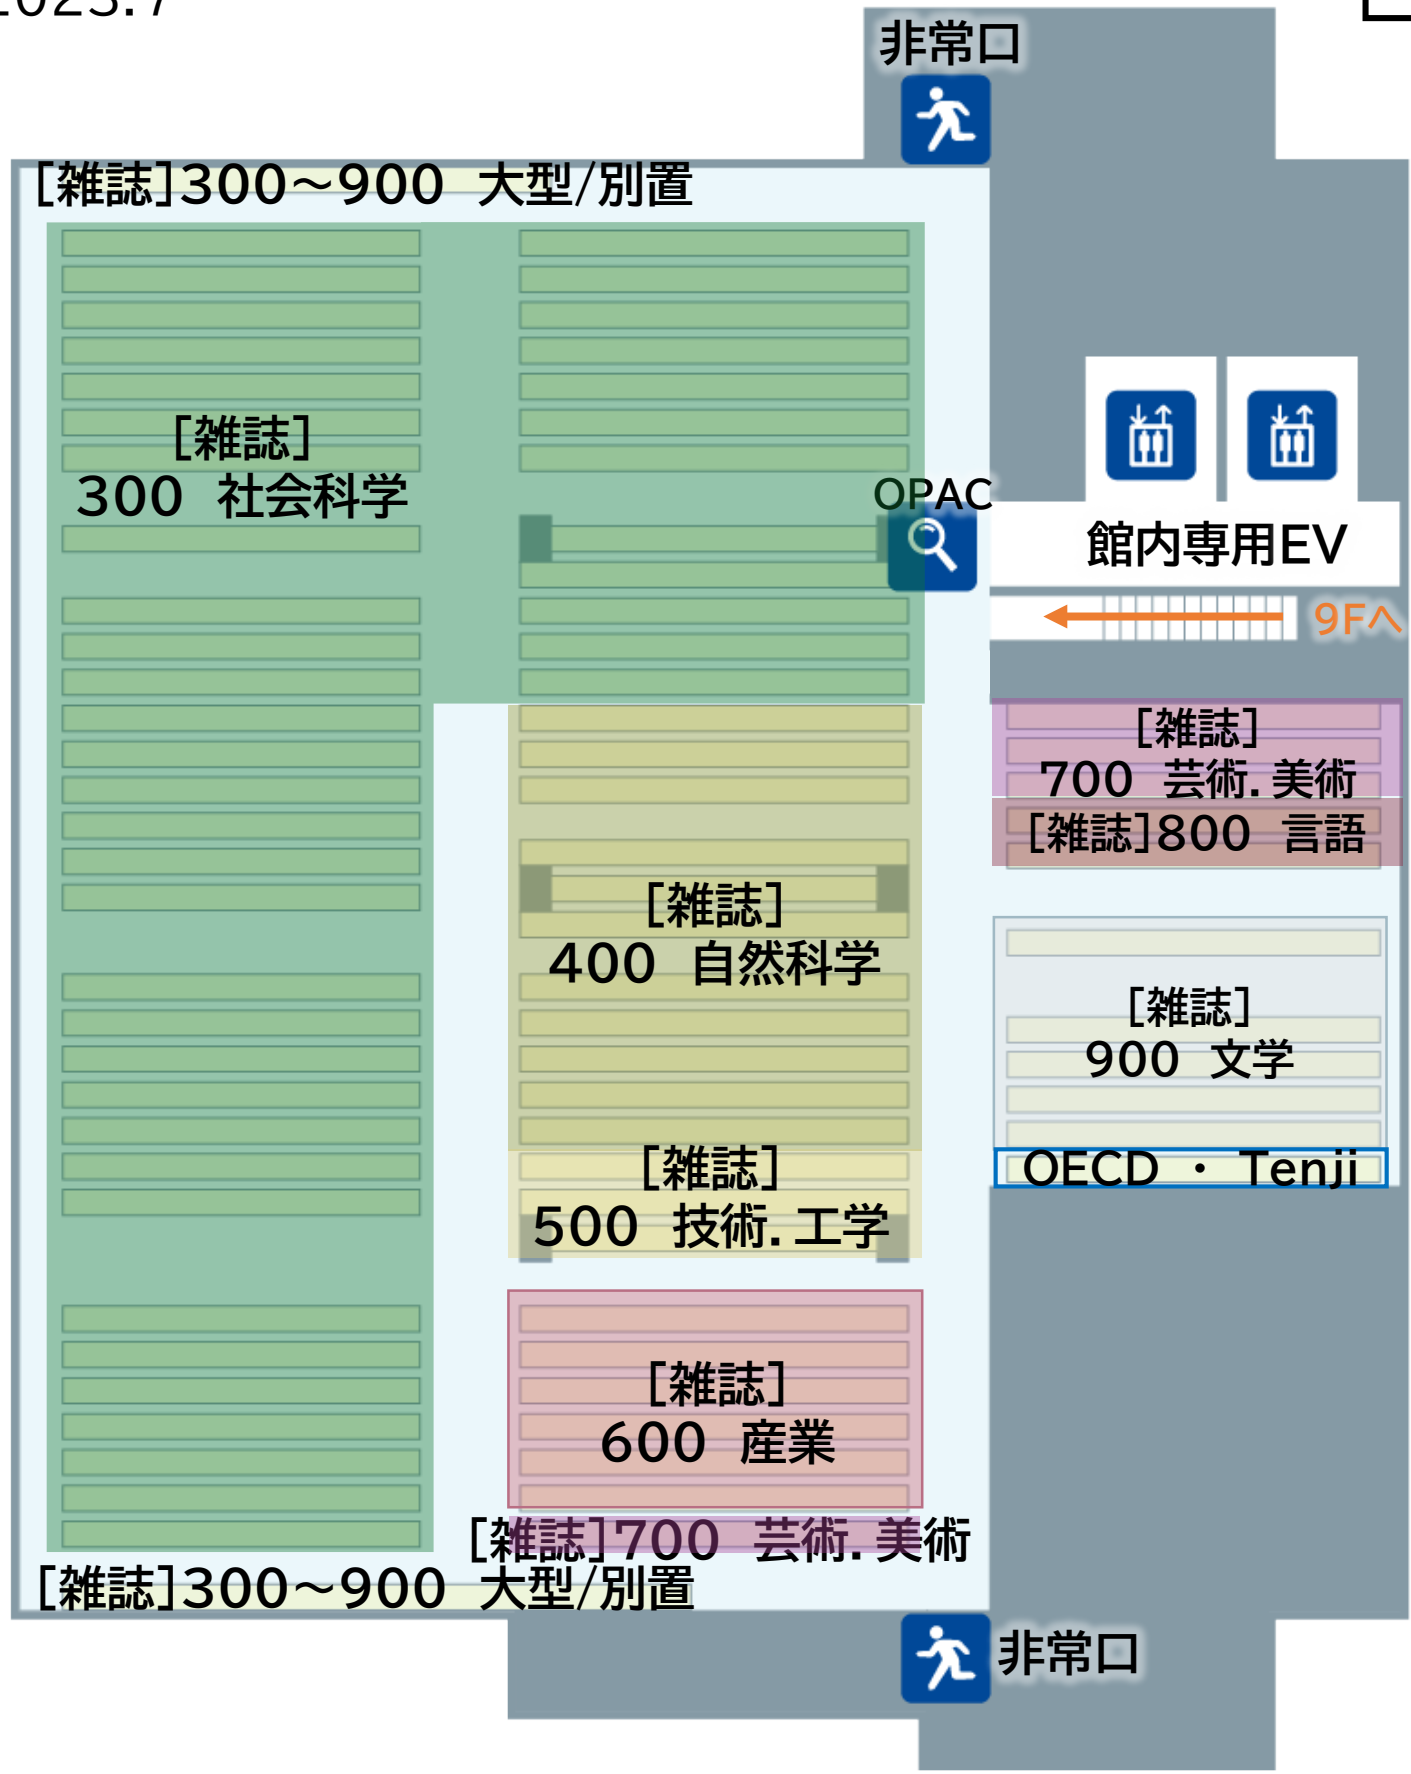 2023.7
非常口
[雑誌]300～900 大型/別置
[雑誌]
300 社会科学
OPAC
館内専用EV
9Fへ
[雑誌]
700 芸術.美術
[雑誌]800 言語
[雑誌]
400 自然科学
[雑誌]
900 文学
OECD ・ Tenji
[雑誌]
500 技術.工学
[雑誌]
600 産業
[雑誌]700 芸術.美術
[雑誌]300～900 大型/別置
非常口